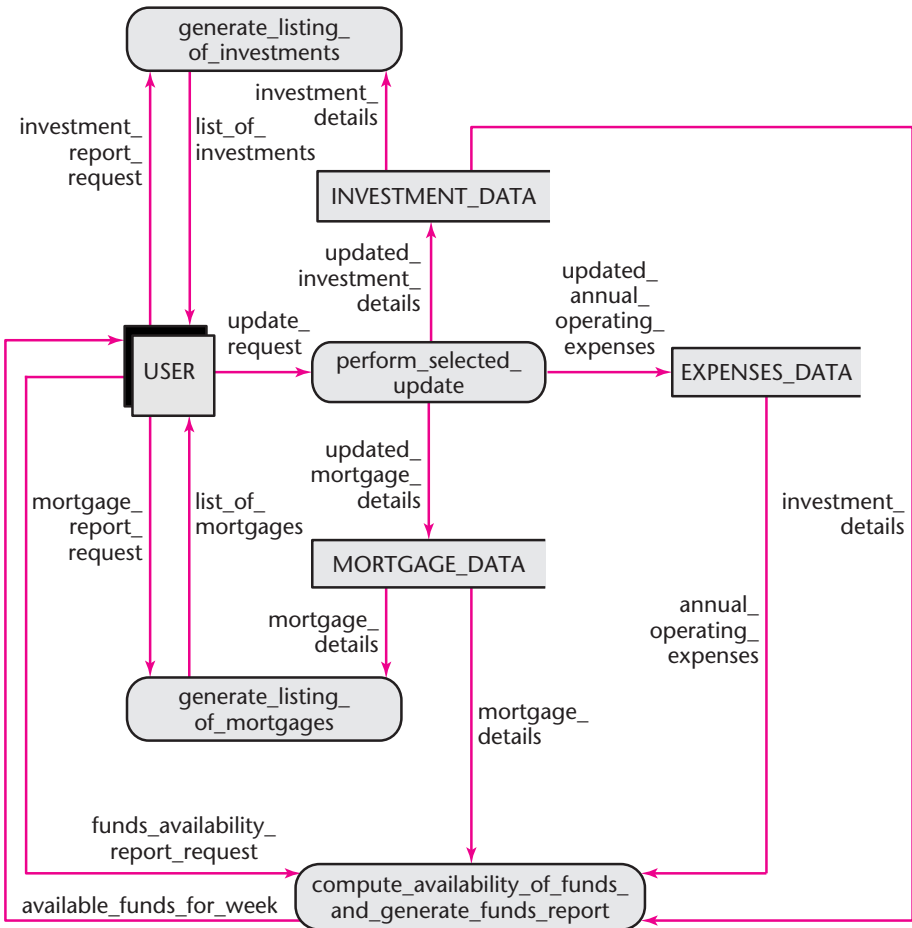 generate_listing_
of_investments
investment_
report_
request
list_of_
investments
investment_
details
INVESTMENT_DATA
updated_
investment_
details
updated_
annual_
operating_
expenses
update_
request
USER
perform_selected_
update
EXPENSES_DATA
updated_
mortgage_
details
mortgage_
report_
request
list_of_
mortgages
investment_
details
MORTGAGE_DATA
mortgage_
details
annual_
operating_
expenses
generate_listing_
of_mortgages
mortgage_
details
funds_availability_
report_request
compute_availability_of_funds_
and_generate_funds_report
available_funds_for_week